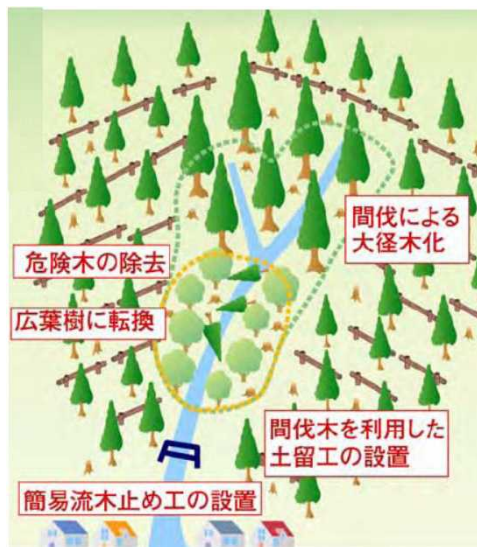 間伐による
大径木化
危険木の除去
広葉樹に転換
間伐木を利用した
土留工の設置
簡易流木止め工の設置